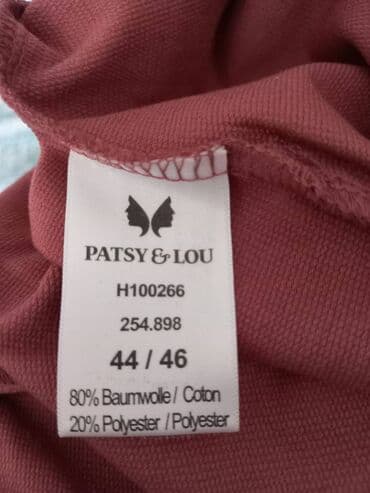 PATSY & LOU
H100266
254.898
44 / 46
80% Baumwolle / Coton
20% Polyester / Polyester